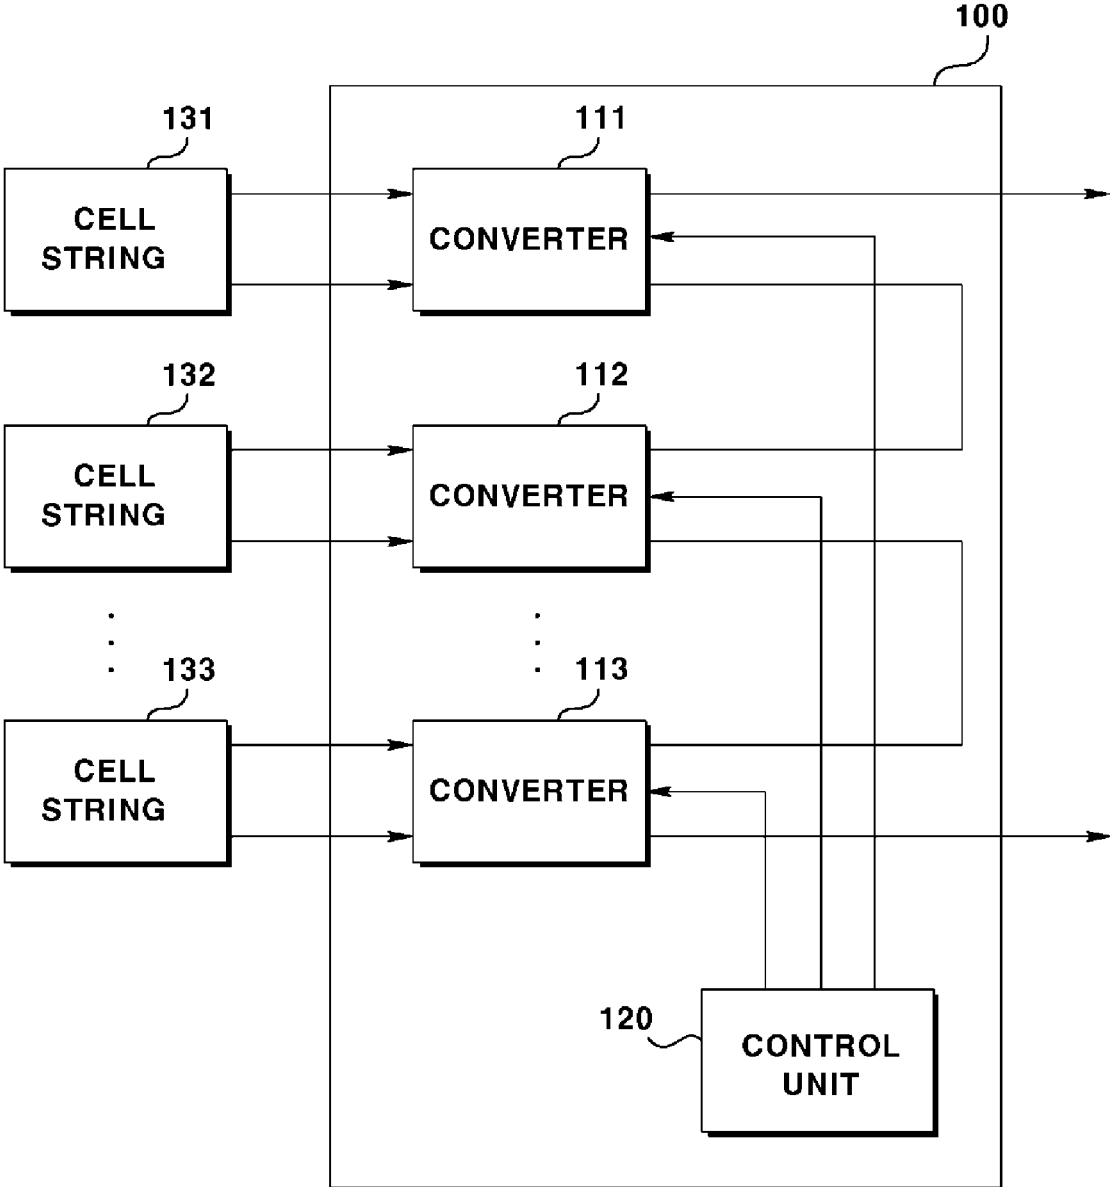 100
131
111
CELL
STRING
CONVERTER
132
112
CELL
STRING
CONVERTER
133
113
CELL
STRING
CONVERTER
120
CONTROL
UNIT